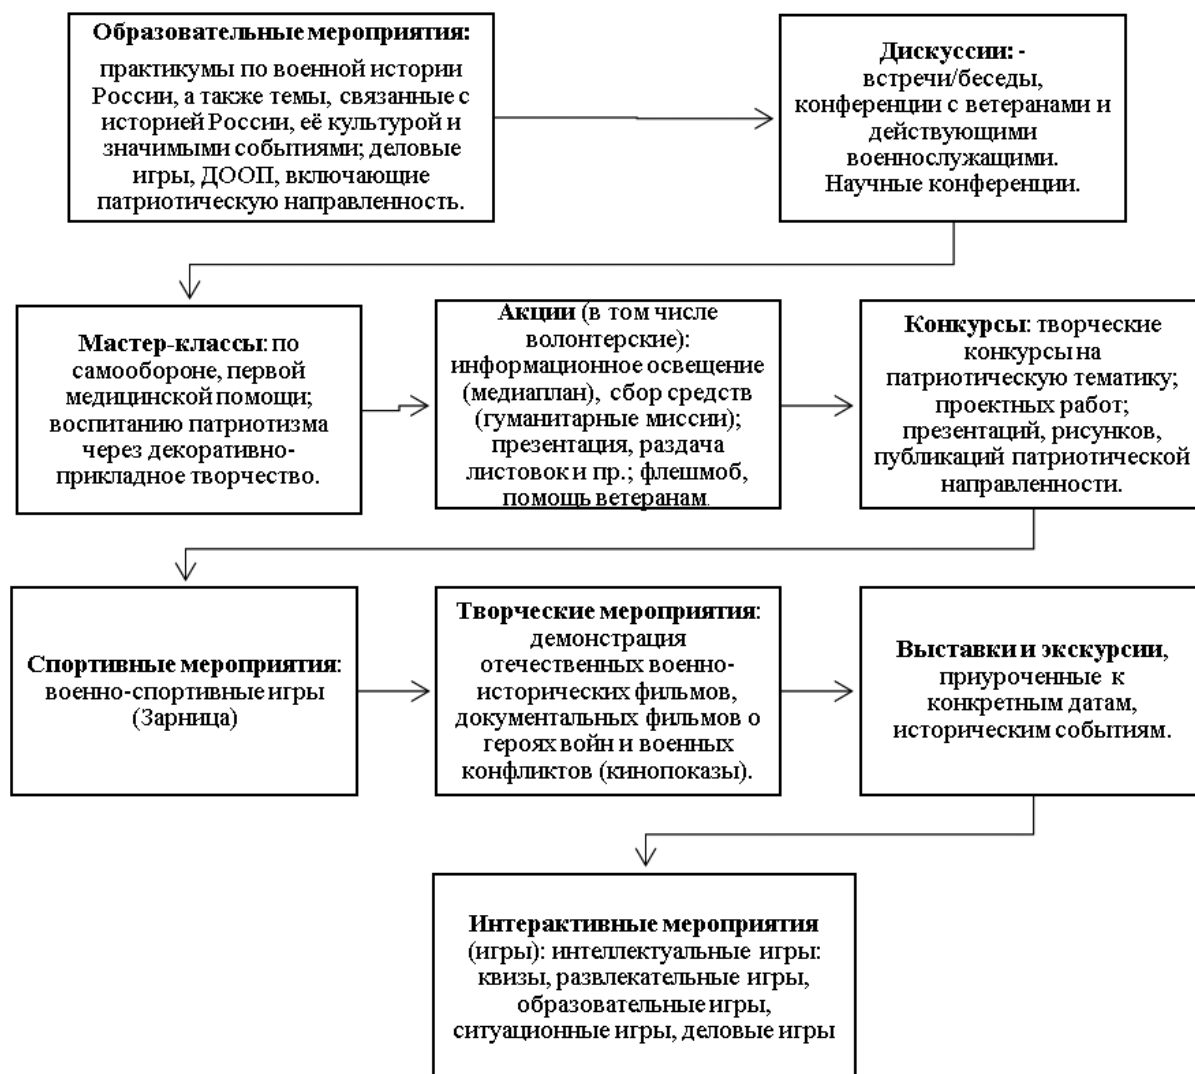 Образовательные мероприятия:
практикумы по военной истории
России, а также темы, связанные с
историей России, её культурой и
значимыми событиями; деловые
игры, ДООП, включающие
патриотическую направленность.
Дискуссии: -
встречи/беседы,
конференции с ветеранами и
действующими
военнослужащими.
Научные конференции.
Мастер-классы: по
самообороне, первой
медицинской помощи;
воспитанию патриотизма
через декоративно-
прикладное творчество.
Акции (в том числе
волонтерские):
информационное освещение
(медиаплан), сбор средств
(гуманитарные миссии);
презентация, раздача
листовок и пр.; флешмоб,
помощь ветеранам.
Конкурсы: творческие
конкурсы на
патриотическую тематику;
проектных работ;
презентаций, рисунков,
публикаций патриотической
направленности.
Спортивные мероприятия:
военно-спортивные игры
(Зарница)
Творческие мероприятия:
демонстрация
отечественных военно-
исторических фильмов,
документальных фильмов о
героях войн и военных
конфликтов (кинопоказы).
Выставки и экскурсии,
приуроченные к
конкретным датам,
историческим событиям.
Интерактивные мероприятия
(игры): интеллектуальные игры:
квизы, развлекательные игры,
образовательные игры,
ситуационные игры, деловые игры